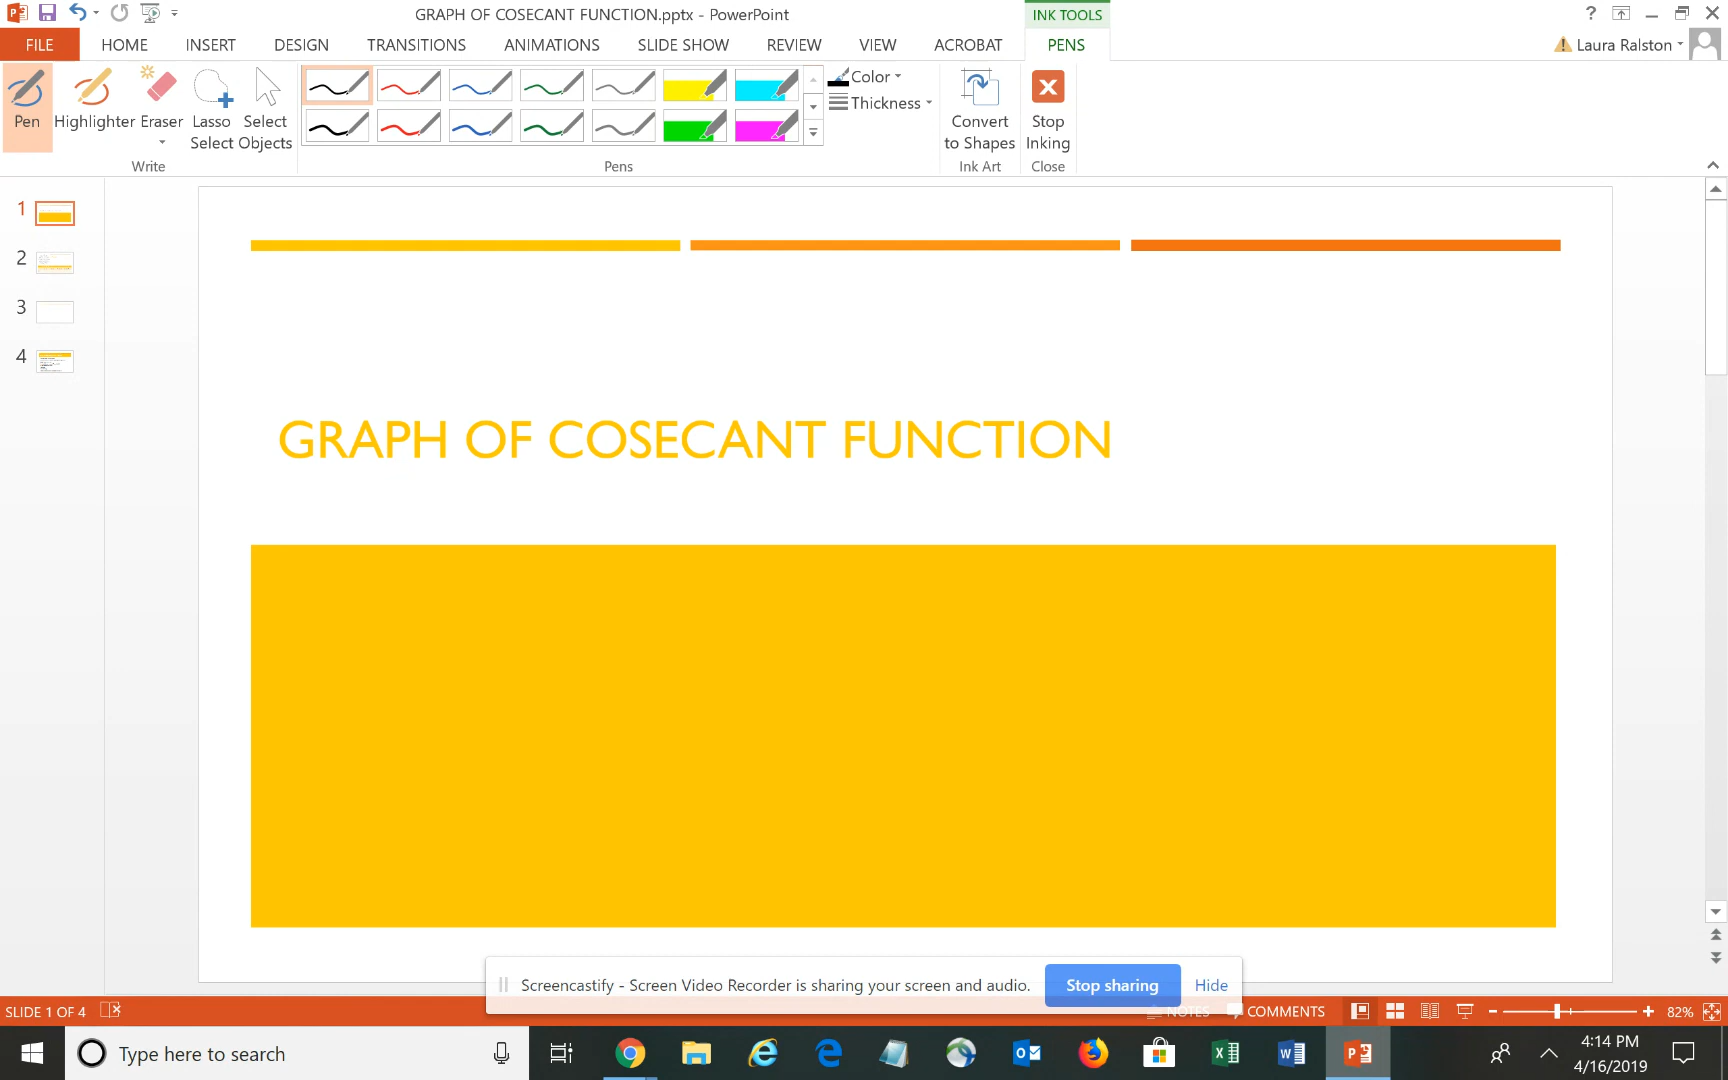 GRAPH OF COSECANT FUNCTION.pptx - PowerPoint
INK TOOLS
?
FILE HOME INSERT DESIGN TRANSITIONS ANIMATIONS SLIDE SHOW REVIEW VIEW ACROBAT PENS
Laura Ralston
Pen Highlighter Eraser Lasso Select Select Objects
Color
Thickness
Convert to Shapes
Stop Inking
Write
Pens
Ink Art
Close
1
2
3
4
GRAPH OF COSECANT FUNCTION
Screencastify - Screen Video Recorder is sharing your screen and audio.
Stop sharing
Hide
SLIDE 1 OF 4
NOTES
COMMENTS
82%
Type here to search
4:14 PM
4/16/2019